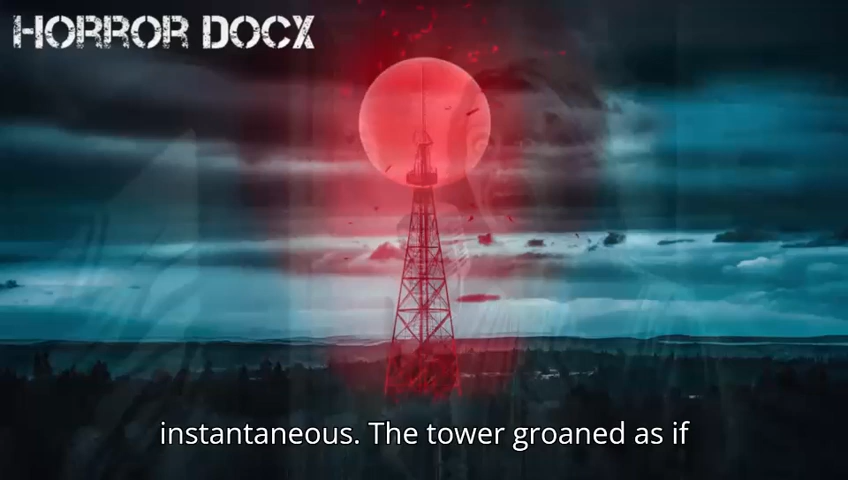 HORROR DOCX
instantaneous. The tower groaned as if